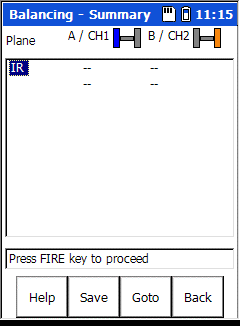 Balancing - Summary 11:15
Plane A / CH1 B / CH2
IR -- --
-- --
Press FIRE key to proceed
Help Save Goto Back